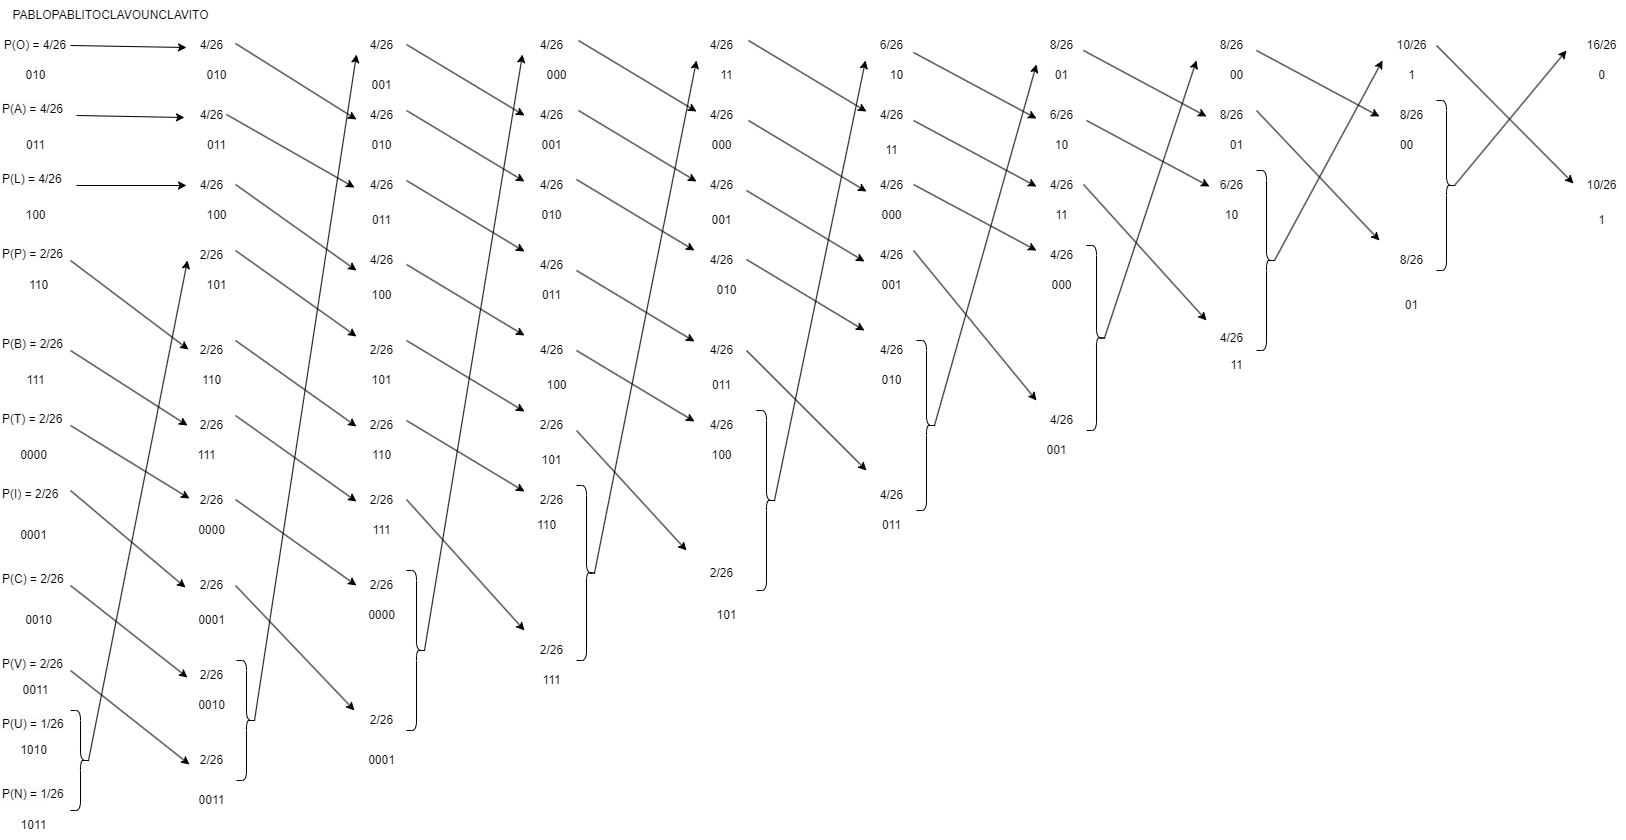 PABLOPABLITOCLAVOUNCLAVITO
P(O) = 4/26 4/26 4/26 4/26 4/26 6/26 8/26 8/26 10/26 16/26
010 010 001 000 11 10 01 00 1 0
P(A) = 4/26 4/26 4/26 4/26 4/26 4/26 6/26 8/26 8/26
011 011 010 001 000 11 10 01 00
P(L) = 4/26 4/26 4/26 4/26 4/26 4/26 4/26 6/26 10/26
100 100 011 010 001 000 11 10 1
P(P) = 2/26 2/26 4/26 4/26 4/26 4/26 4/26 8/26
110 101 100 011 010 001 000 01
P(B) = 2/26 2/26 2/26 4/26 4/26 4/26 4/26
111 110 101 100 011 010 11
P(T) = 2/26 2/26 2/26 2/26 4/26 4/26
0000 111 110 101 100 001
P(I) = 2/26 2/26 2/26 2/26 4/26
0001 0000 111 110 011
P(C) = 2/26 2/26 2/26 2/26
0010 0001 0000 101
P(V) = 2/26 2/26 2/26
0011 0010 111
P(U) = 1/26 2/26
1010 0001
2/26
P(N) = 1/26 0011
1011